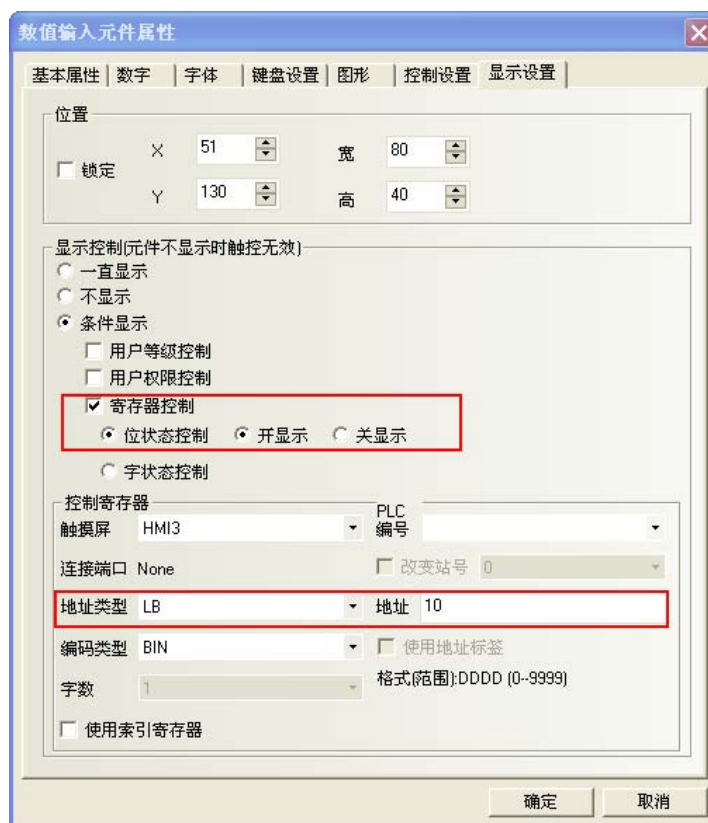 数值输入元件属性
基本属性 数字 字体 键盘设置 图形 控制设置 显示设置
位置
锁定 X 51 宽 80
Y 130 高 40
显示控制(元件不显示时触控无效)
一直显示
不显示
条件显示
用户等级控制
用户权限控制
寄存器控制
位状态控制 开显示 关显示
字状态控制
控制寄存器
触摸屏 HMI3 PLC编号
连接端口 None 改变站号 0
地址类型 LB 地址 10
编码类型 BIN 使用地址标签
字数 1 格式(范围):DDDD (0--9999)
使用索引寄存器
确定 取消